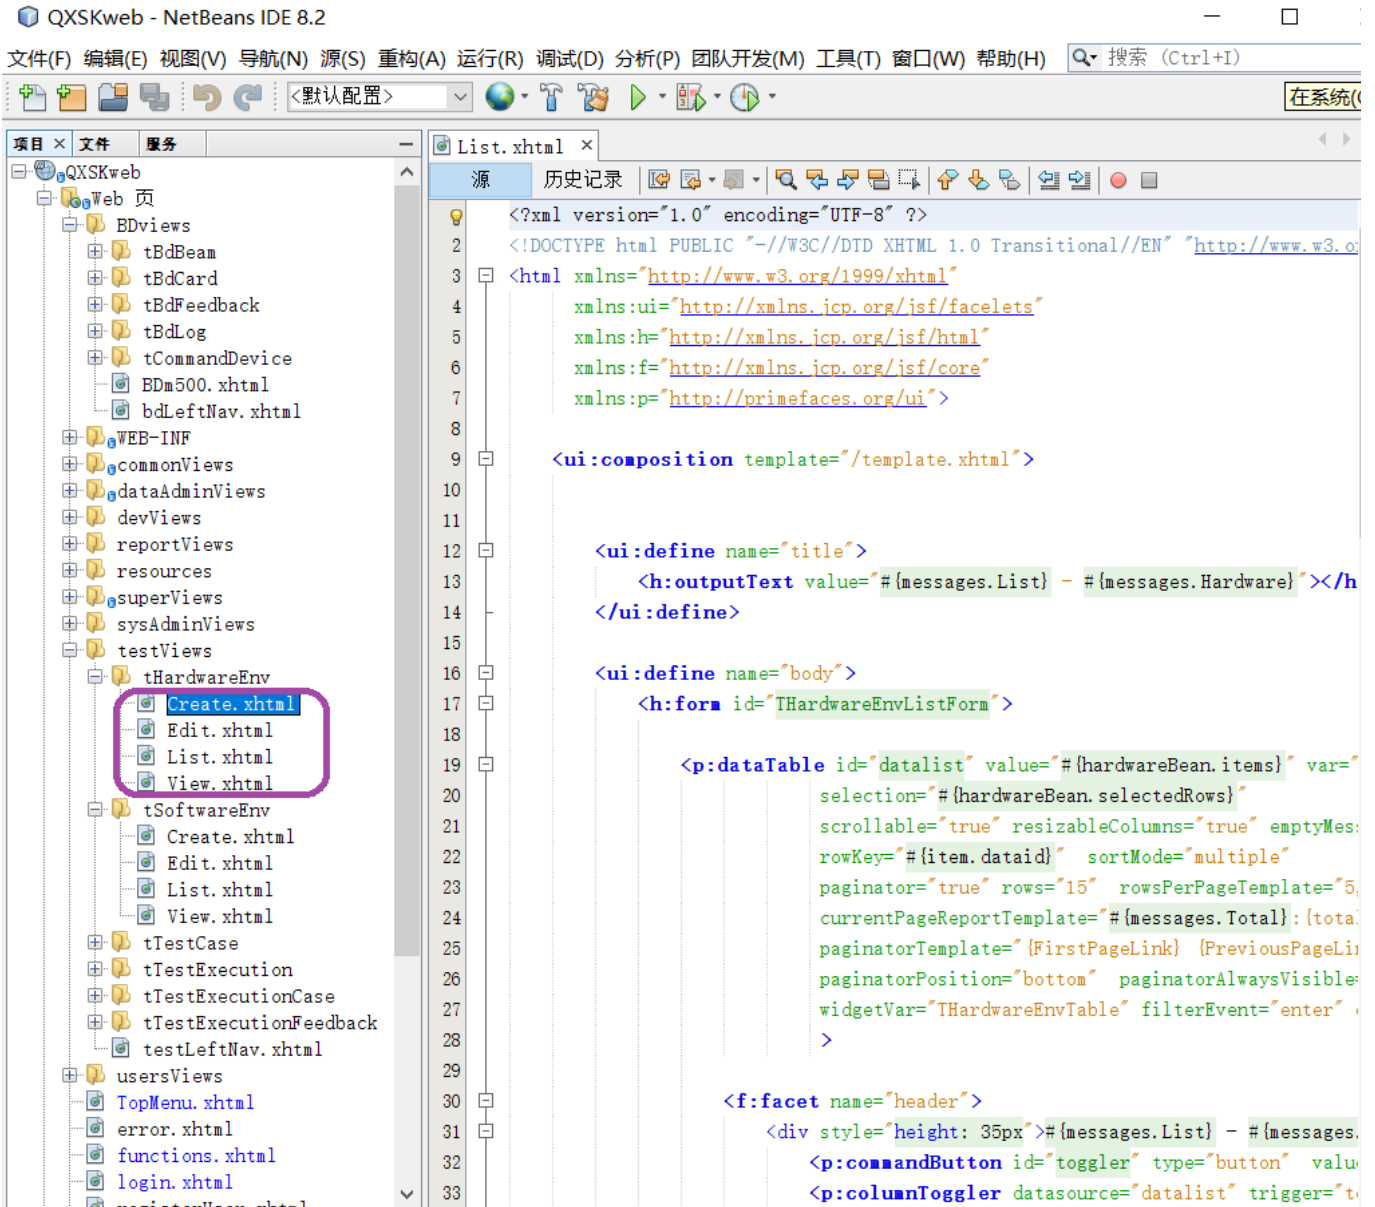 QXSKweb - NetBeans IDE 8.2
文件(F) 编辑(E) 视图(V) 导航(N) 源(S) 重构(A) 运行(R) 调试(D) 分析(P) 团队开发(M) 工具(T) 窗口(W) 帮助(H) 搜索 (Ctrl+I)
<默认配置> 在系统(
项目 文件 服务
QXSKweb
Web 页
BDviews
tBdBeam
tBdCard
tBdFeedback
tBdLog
tCommandDevice
BDm500.xhtml
bdLeftNav.xhtml
WEB-INF
commonViews
dataAdminViews
devViews
reportViews
resources
superViews
sysAdminViews
testViews
tHardwareEnv
Create.xhtml
Edit.xhtml
List.xhtml
View.xhtml
tSoftwareEnv
Create.xhtml
Edit.xhtml
List.xhtml
View.xhtml
tTestCase
tTestExecution
tTestExecutionCase
tTestExecutionFeedback
testLeftNav.xhtml
usersViews
TopMenu.xhtml
error.xhtml
functions.xhtml
login.xhtml
registerUser.xhtml
List.xhtml
源 历史记录
<?xml version="1.0" encoding="UTF-8" ?>
2 <!DOCTYPE html PUBLIC "-//W3C//DTD XHTML 1.0 Transitional//EN" "http://www.w3.o
3 <html xmlns="http://www.w3.org/1999/xhtml"
4 xmlns:ui="http://xmlns.jcp.org/jsf/facelets"
5 xmlns:h="http://xmlns.jcp.org/jsf/html"
6 xmlns:f="http://xmlns.jcp.org/jsf/core"
7 xmlns:p="http://primefaces.org/ui">
8
9 <ui:composition template="/template.xhtml">
10
11
12 <ui:define name="title">
13 <h:outputText value="#{messages.List} - #{messages.Hardware}"></h
14 </ui:define>
15
16 <ui:define name="body">
17 <h:form id="THardwareEnvListForm">
18
19 <p:dataTable id="datalist" value="#{hardwareBean.items}" var="
20 selection="#{hardwareBean.selectedRows}"
21 scrollable="true" resizableColumns="true" emptyMes
22 rowKey="#{item.dataid}" sortMode="multiple"
23 paginator="true" rows="15" rowsPerPageTemplate="5,
24 currentPageReportTemplate="#{messages.Total}:{total
25 paginatorTemplate="{FirstPageLink} {PreviousPageLi
26 paginatorPosition="bottom" paginatorAlwaysVisible=
27 widgetVar="THardwareEnvTable" filterEvent="enter"
28 >
29
30 <f:facet name="header">
31 <div style="height: 35px">#{messages.List} - #{messages.
32 <p:commandButton id="toggler" type="button" valu
33 <p:columnToggler datasource="datalist" trigger="t